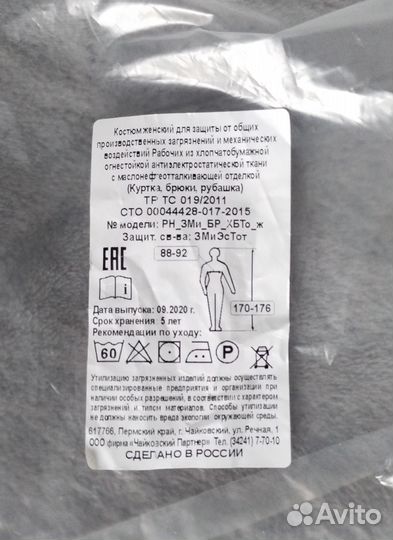 Костюм женский для защиты от общих
производственных загрязнений и механических
воздействий Рабочих из хлопчатобумажной
огнестойкой антиэлектростатической ткани
с маслонефтеотталкивающей отделкой
(Куртка, брюки, рубашка)
ТР ТС 019/2011
СТО 00044428-017-2015
№ модели: РН_ЗМи_БР_ХБТо_ж
Защит. св-ва: ЗМиЭсТот
EAC
88-92
i
170-176
Дата выпуска: 09.2020 г.
Срок хранения 5 лет
Рекомендации по уходу:
60 P
Утилизацию загрязненных изделий должны осуществлять
специализированные предприятия и организации при
наличии особых разрешений, в соответствии с характером
загрязнений и типом материалов. Способы утилизации
не должны наносить вреда экологии окружающей среды.
617766, Пермский край, г. Чайковский, ул. Речная, 1
ООО фирма «Чайковский Партнер» Тел. (34241) 7-70-10
СДЕЛАНО В РОССИИ
Avito